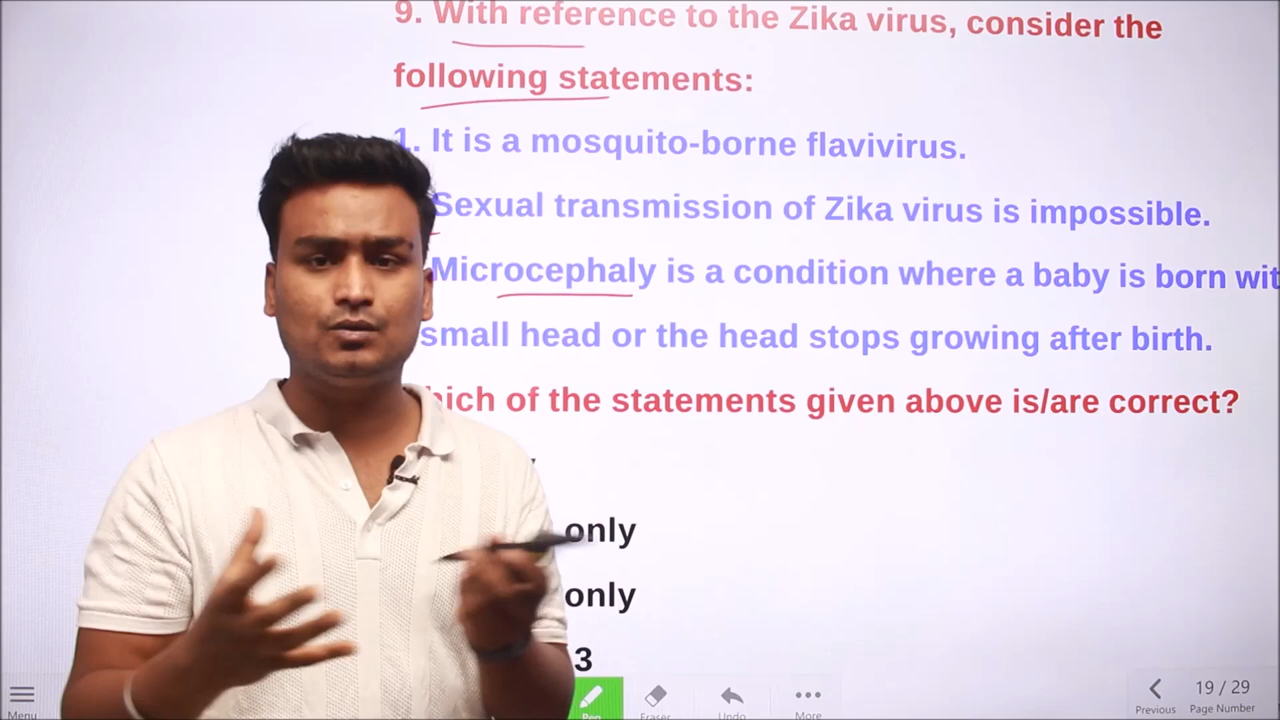 9. With reference to the Zika virus, consider the
following statements:
1. It is a mosquito-borne flavivirus.
Sexual transmission of Zika virus is impossible.
Microcephaly is a condition where a baby is born wit
small head or the head stops growing after birth.
hich of the statements given above is/are correct?
only
only
3
Menu
Pen
Eraser
Undo
More
Previous
19 / 29
Page Number